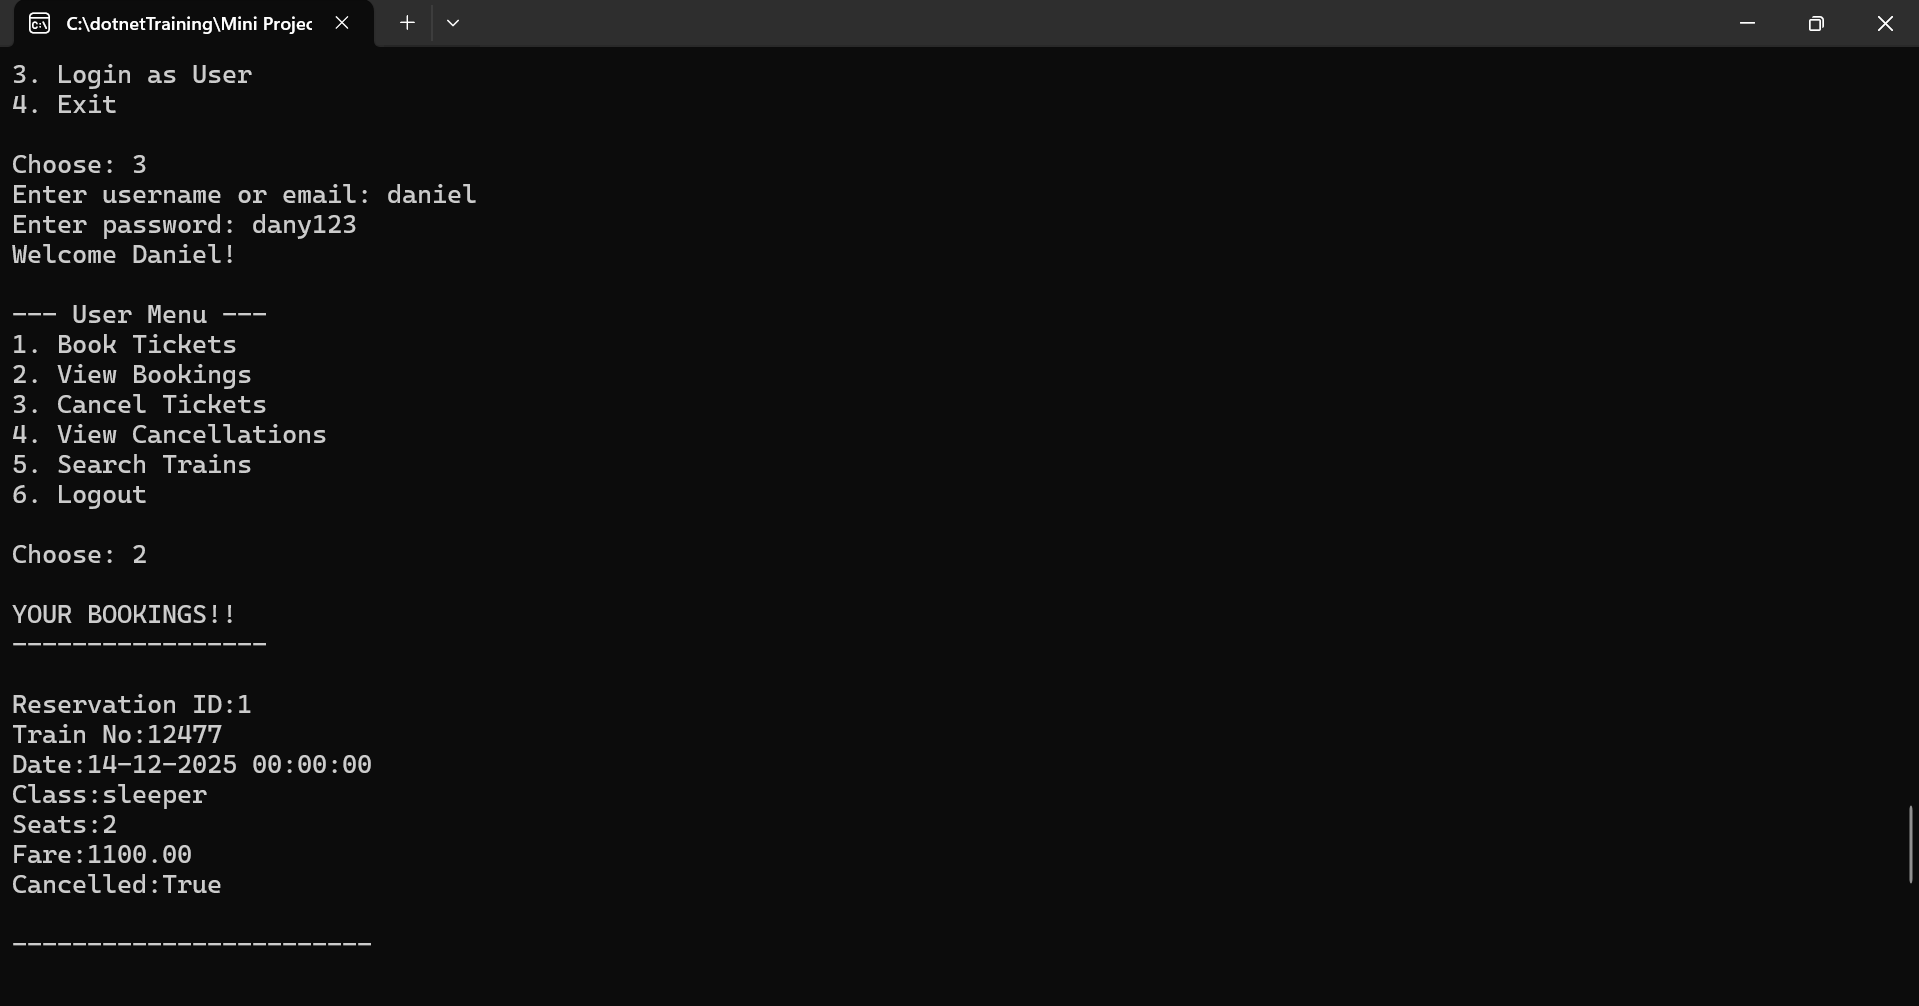 C:\dotnetTraining\Mini Projec
3. Login as User
4. Exit
Choose: 3
Enter username or email: daniel
Enter password: dany123
Welcome Daniel!
--- User Menu ---
1. Book Tickets
2. View Bookings
3. Cancel Tickets
4. View Cancellations
5. Search Trains
6. Logout
Choose: 2
YOUR BOOKINGS!!
-----------------
Reservation ID:1
Train No:12477
Date:14-12-2025 00:00:00
Class:sleeper
Seats:2
Fare:1100.00
Cancelled:True
------------------------